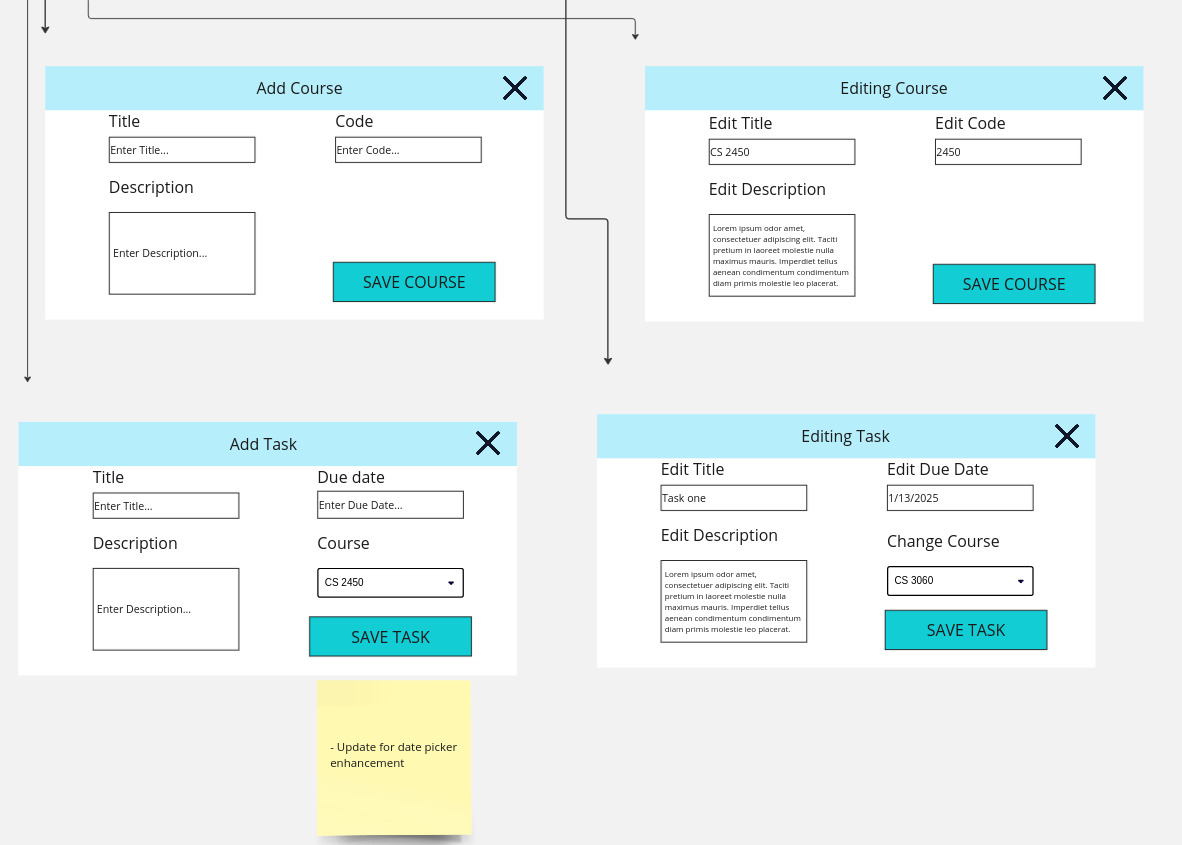 Add Course
Title
Code
Enter Title...
Enter Code...
Description
Enter Description...
SAVE COURSE
Editing Course
Edit Title
Edit Code
CS 2450
2450
Edit Description
Lorem ipsum odor amet,
consectetuer adipiscing elit. Taciti
pretium in laoreet molestie nulla
maximus mauris. Imperdiet tellus
aenean condimentum condimentum
diam primis molestie leo placerat.
SAVE COURSE
Add Task
Title
Due date
Enter Title...
Enter Due Date...
Description
Course
Enter Description...
CS 2450
SAVE TASK
- Update for date picker
enhancement
Editing Task
Edit Title
Edit Due Date
Task one
1/13/2025
Edit Description
Change Course
Lorem ipsum odor amet,
consectetuer adipiscing elit. Taciti
pretium in laoreet molestie nulla
maximus mauris. Imperdiet tellus
aenean condimentum condimentum
diam primis molestie leo placerat.
CS 3060
SAVE TASK